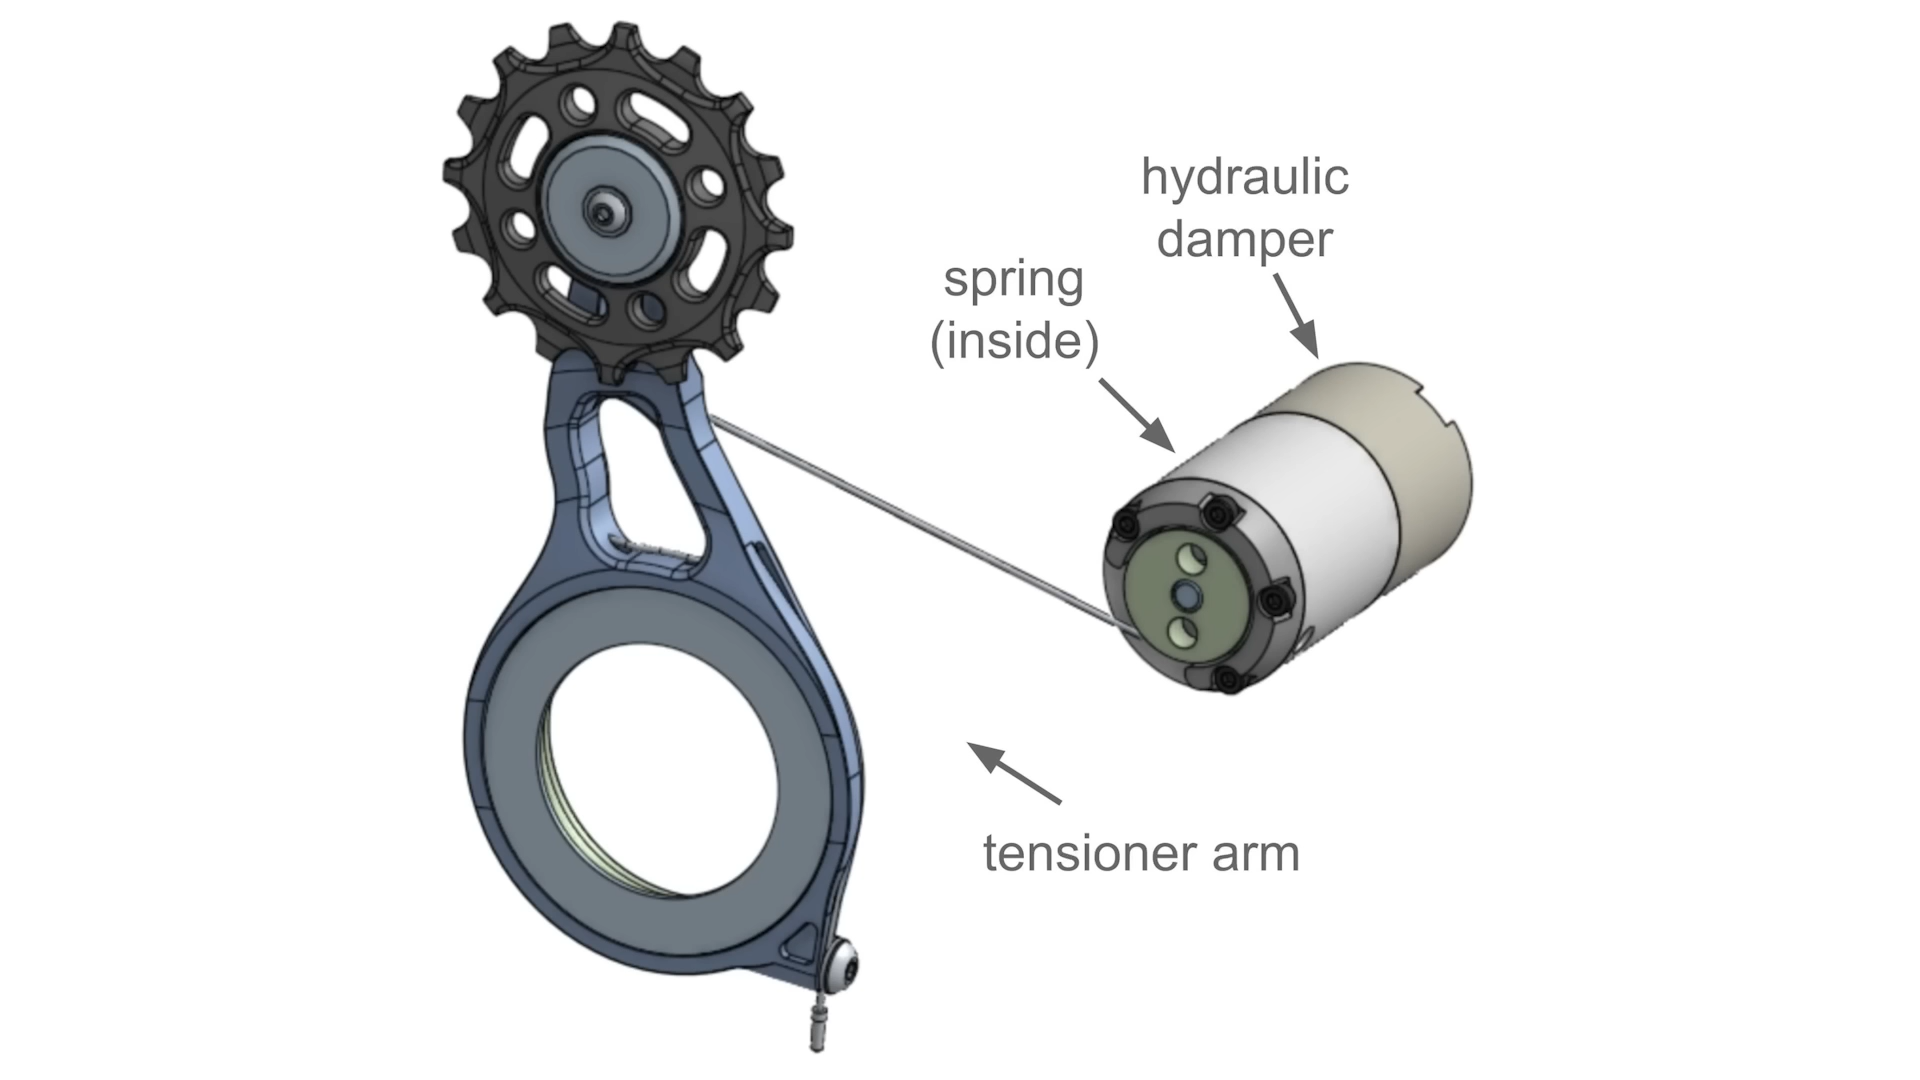 hydraulic
damper
spring
(inside)
tensioner arm